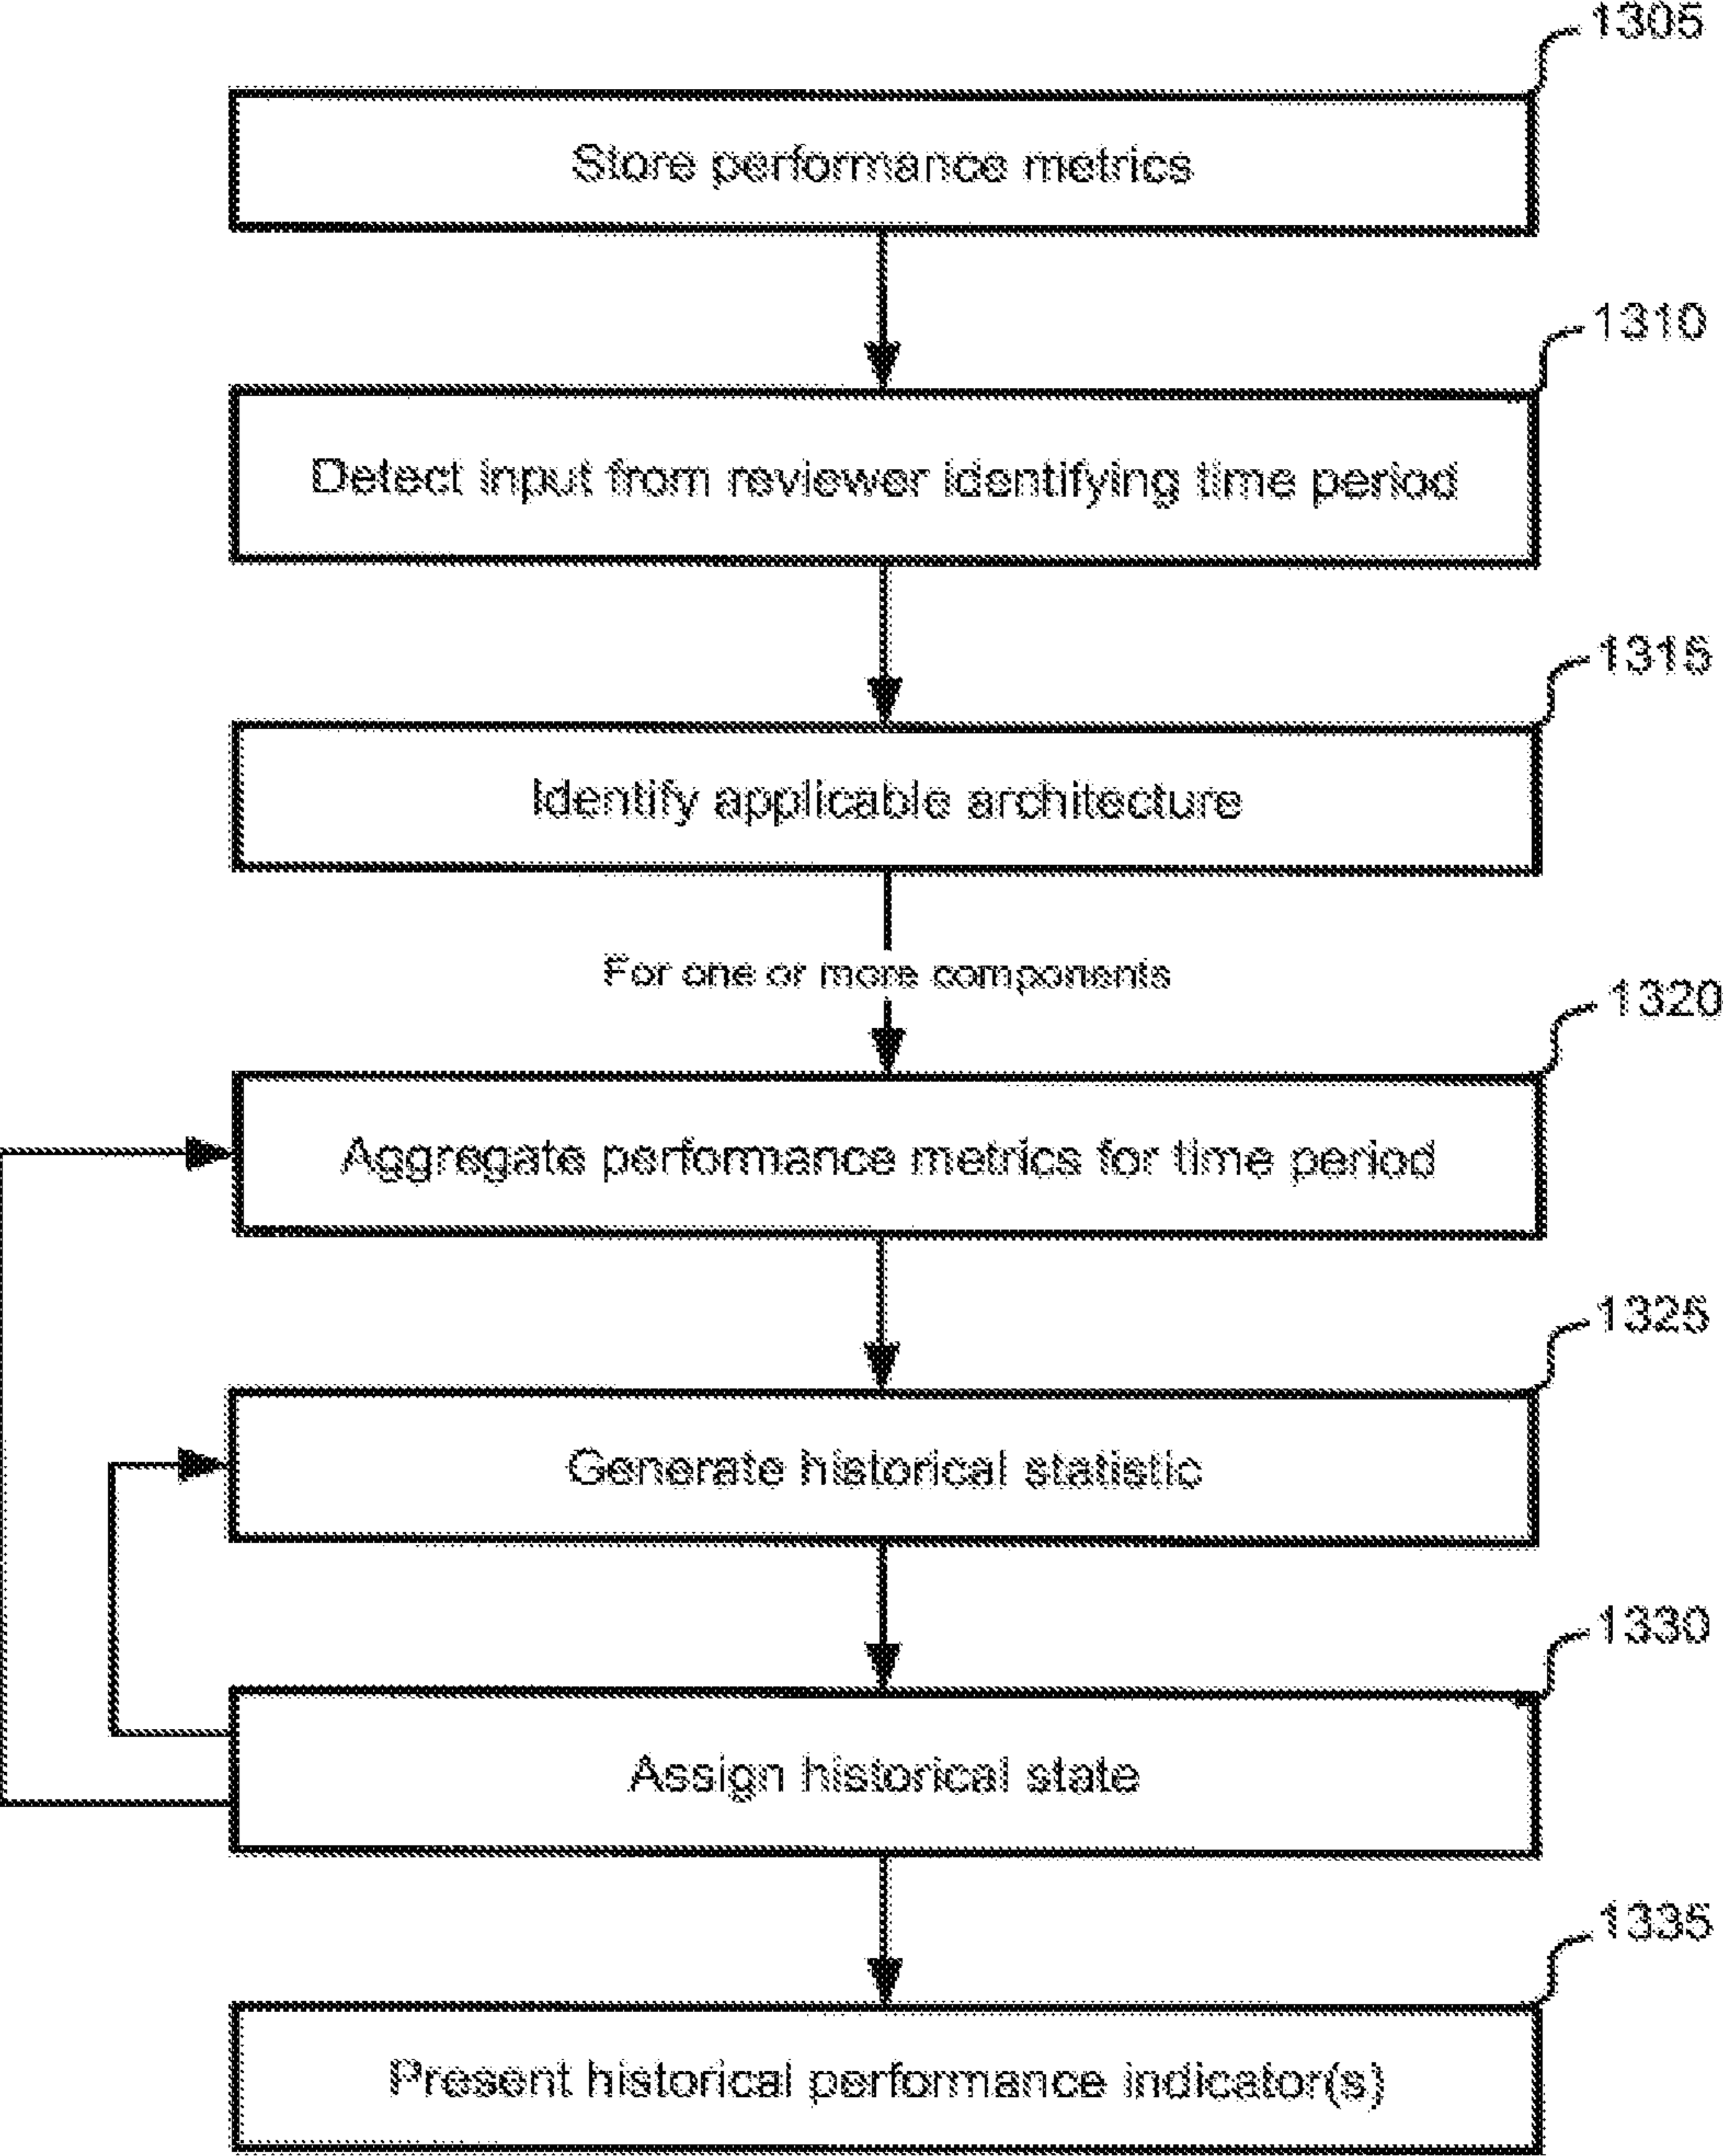 1305
Store performance metrics
1310
Detect input from reviewer identifying time period
1315
Identify applicable architecture
For one or more components
1320
Aggregate performance metrics for time period
1325
Generate historical statistic
1330
Assign historical state
1335
Present historical performance indicator(s)